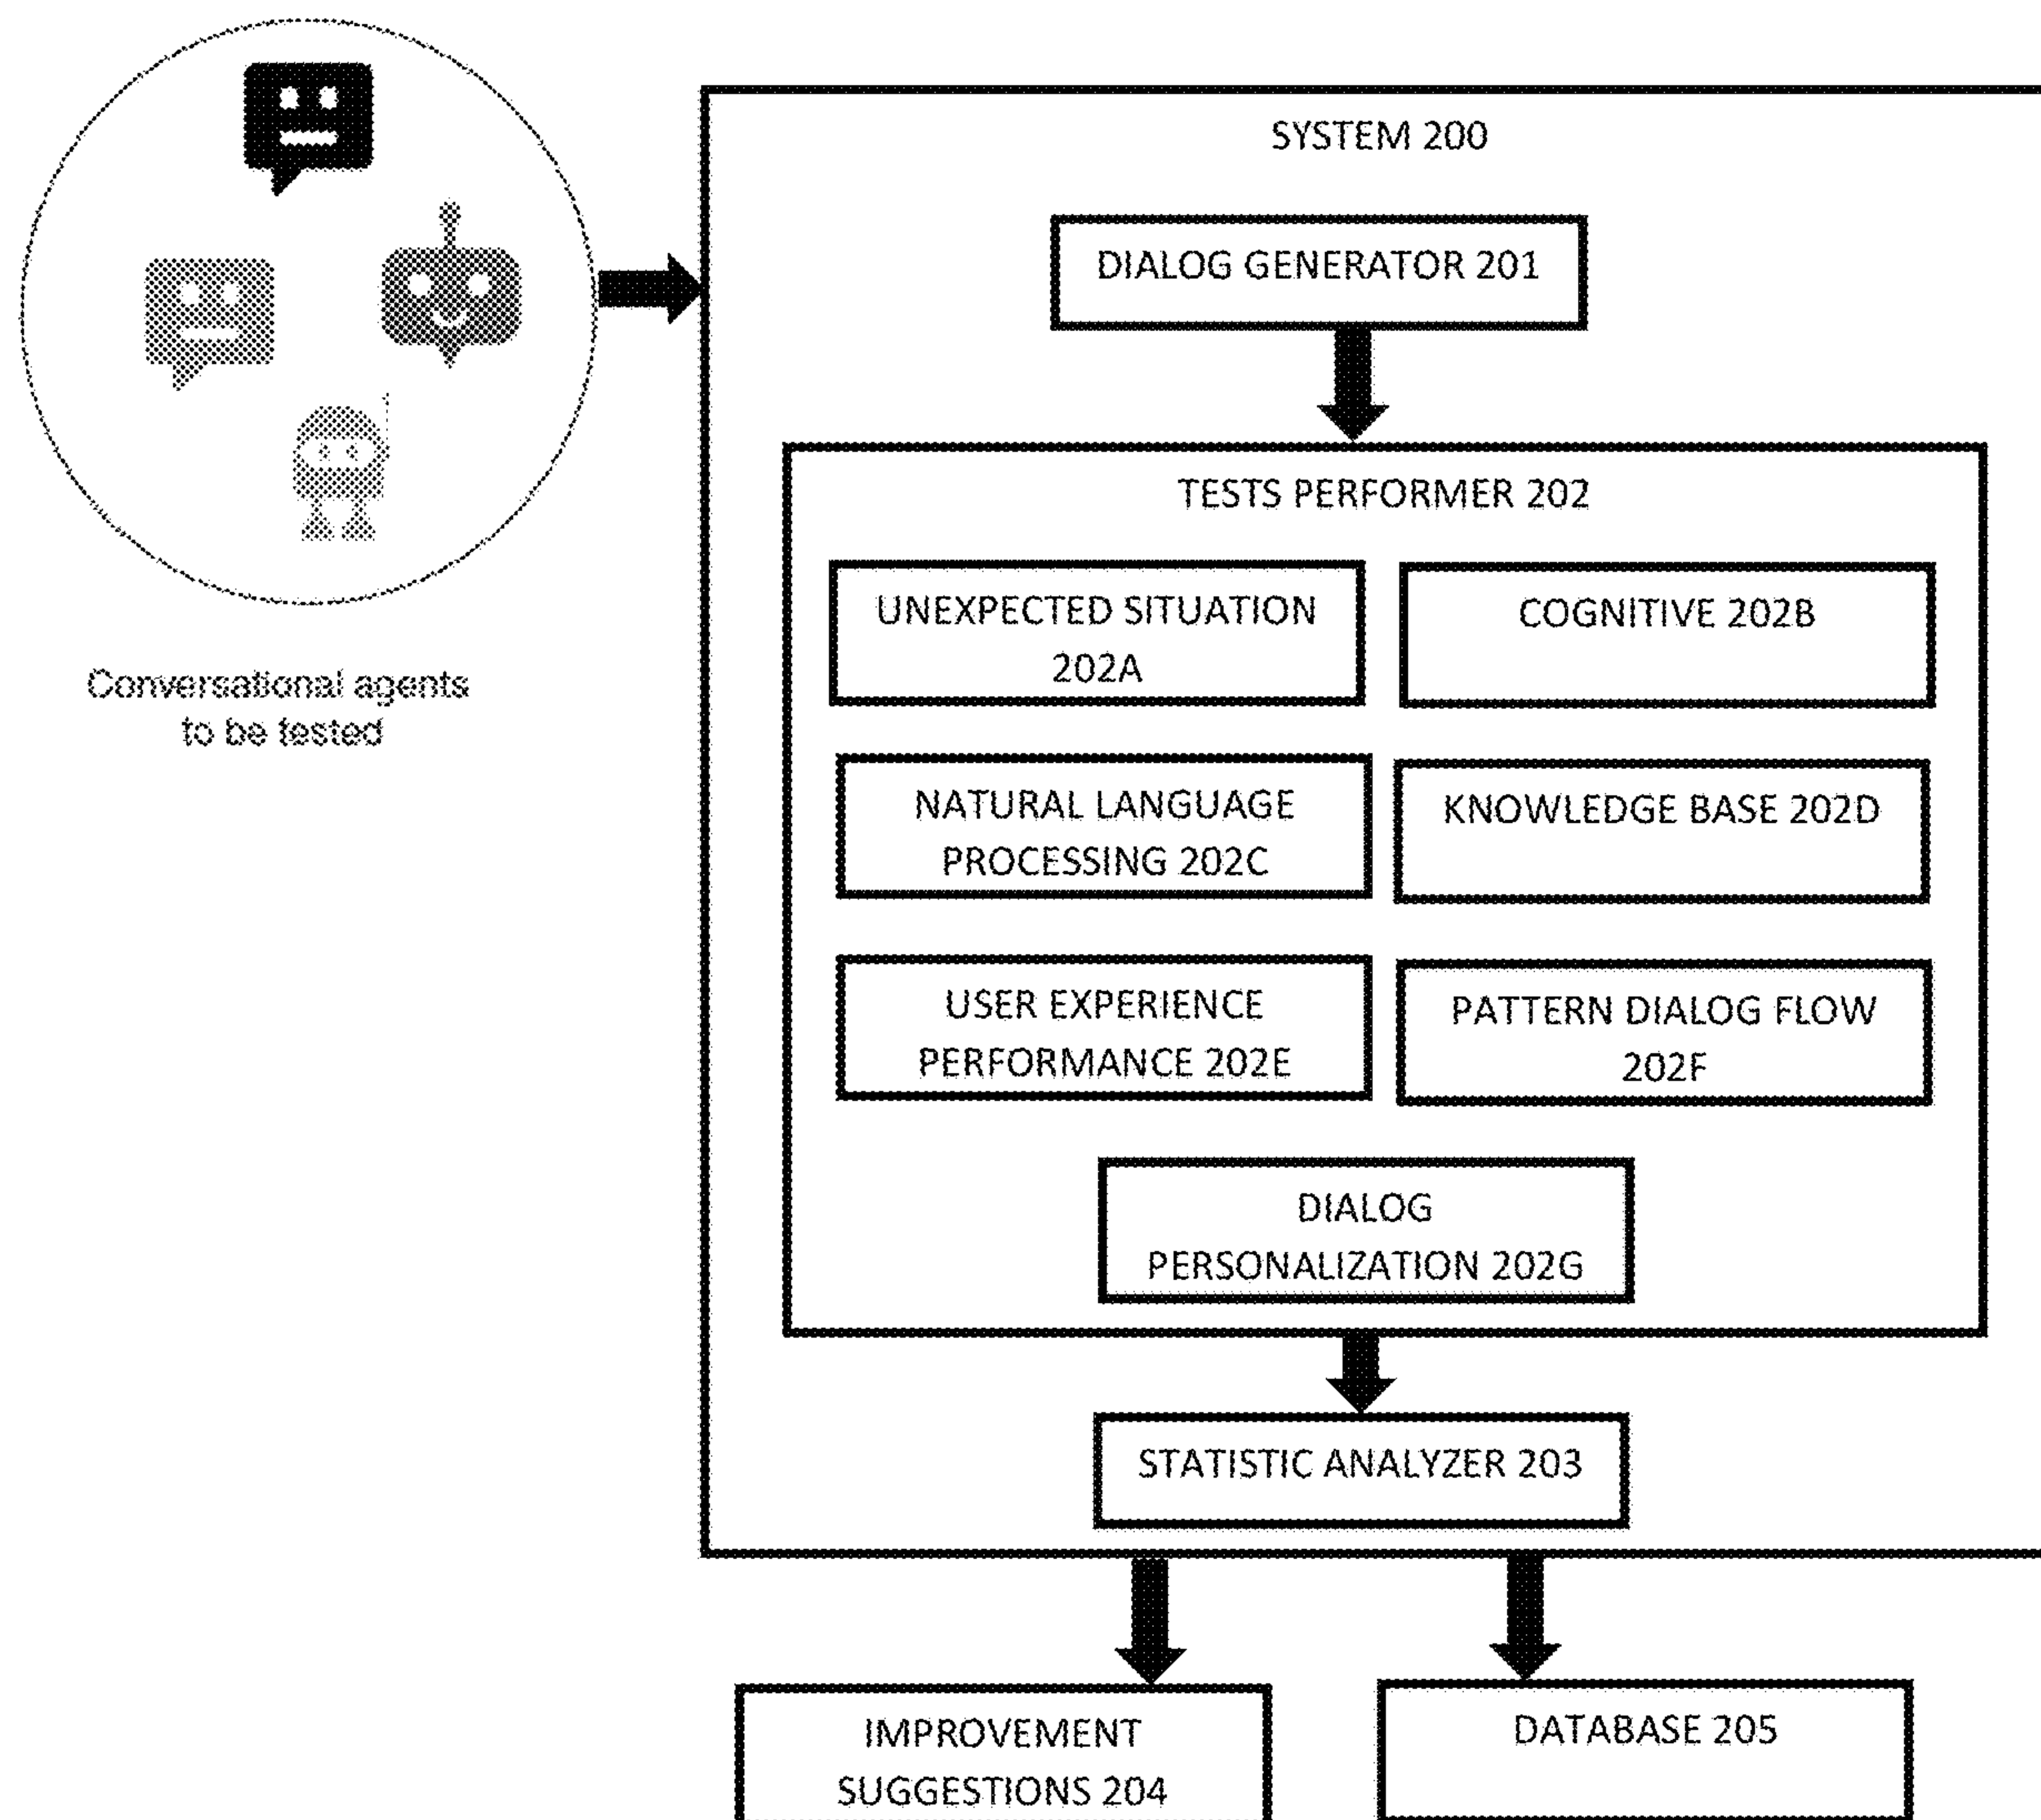 SYSTEM 200
DIALOG GENERATOR 201
TESTS PERFORMER 202
UNEXPECTED SITUATION
202A
COGNITIVE 202B
NATURAL LANGUAGE
PROCESSING 202C
KNOWLEDGE BASE 202D
USER EXPERIENCE
PERFORMANCE 202E
PATTERN DIALOG FLOW
202F
DIALOG
PERSONALIZATION 202G
STATISTIC ANALYZER 203
IMPROVEMENT
SUGGESTIONS 204
DATABASE 205
Conversational agents
to be tested